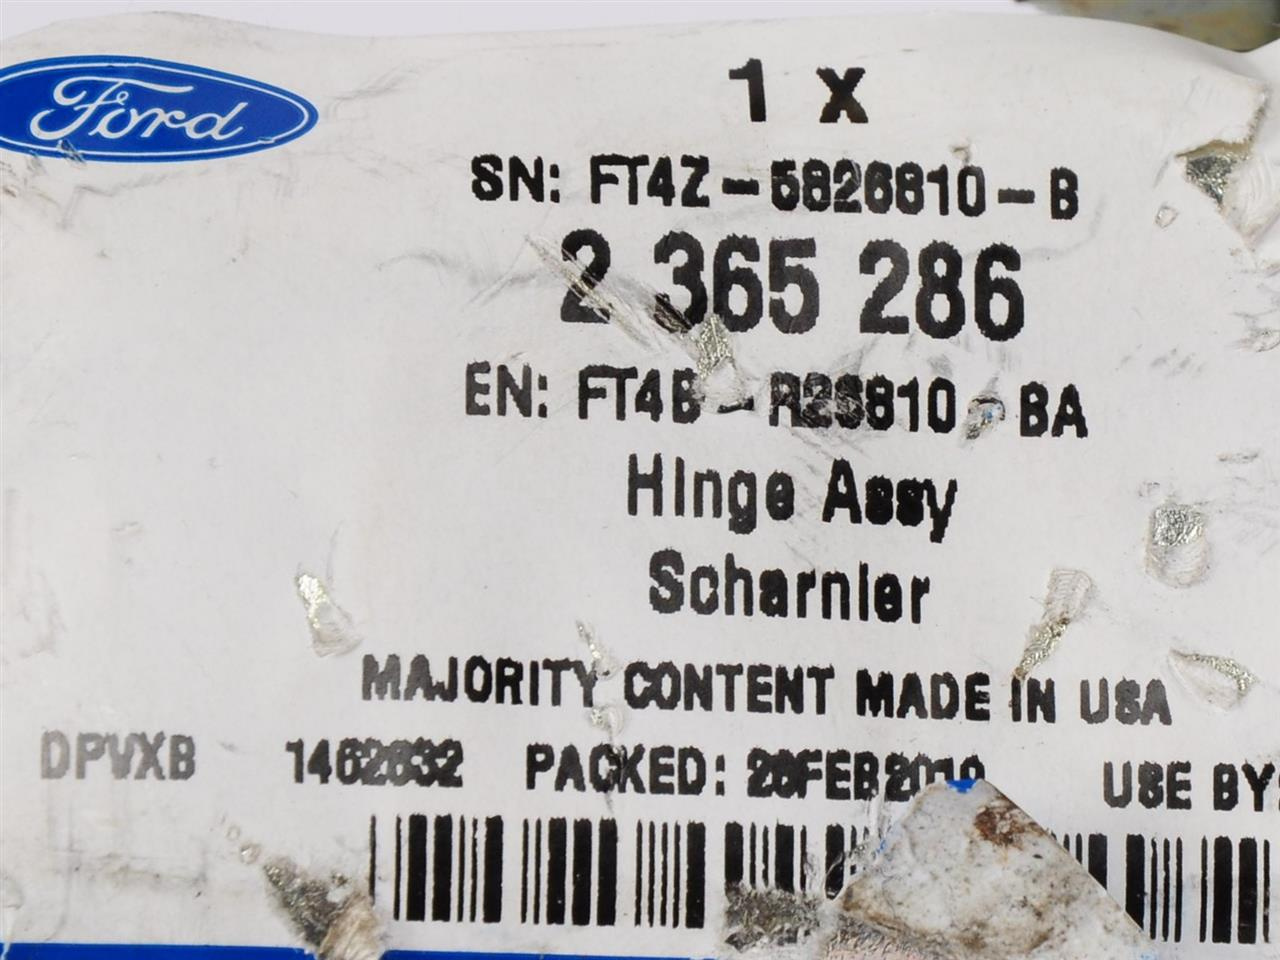 Ford
1 X
SN: FT4Z-5826810-B
2 365 286
EN: FT4B-R26810-BA
Hinge Assy
Scharnier
MAJORITY CONTENT MADE IN USA
DPVXB 1462632 PACKED: 26FEB2019 USE BY: